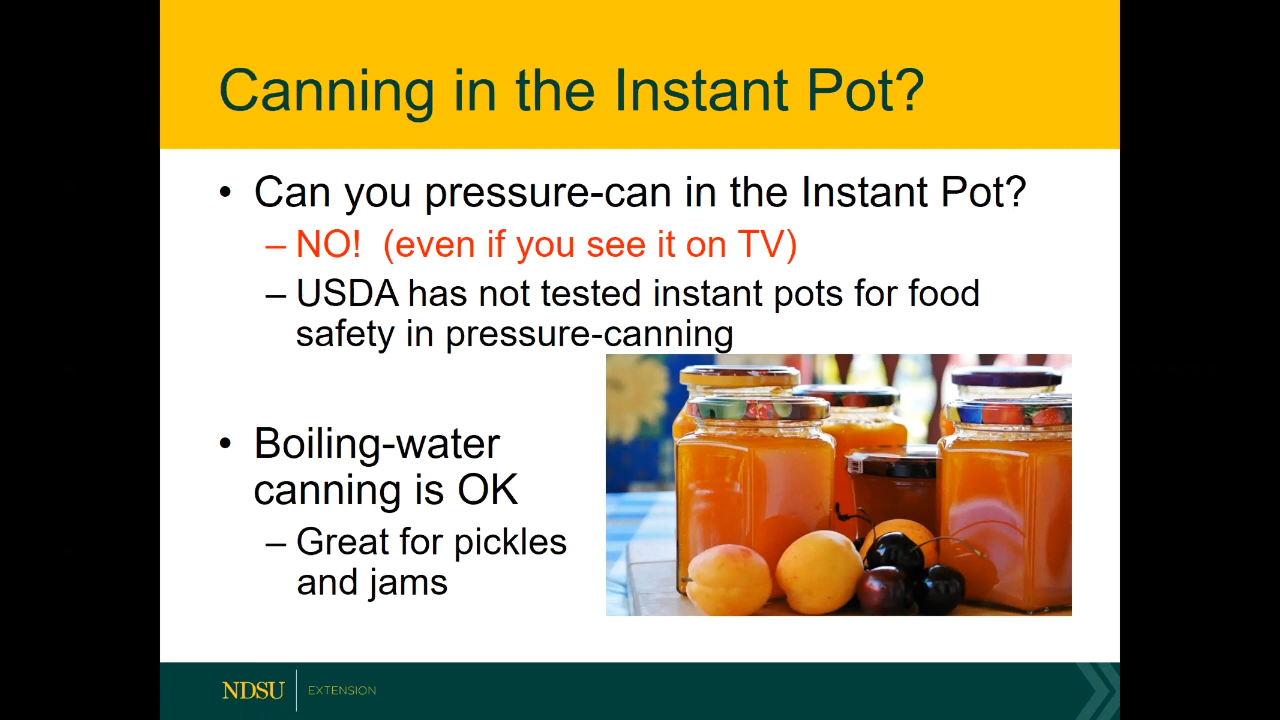 Canning in the Instant Pot?
• Can you pressure-can in the Instant Pot?
– NO!  (even if you see it on TV)
– USDA has not tested instant pots for food
safety in pressure-canning
• Boiling-water
canning is OK
– Great for pickles
and jams
NDSU | EXTENSION